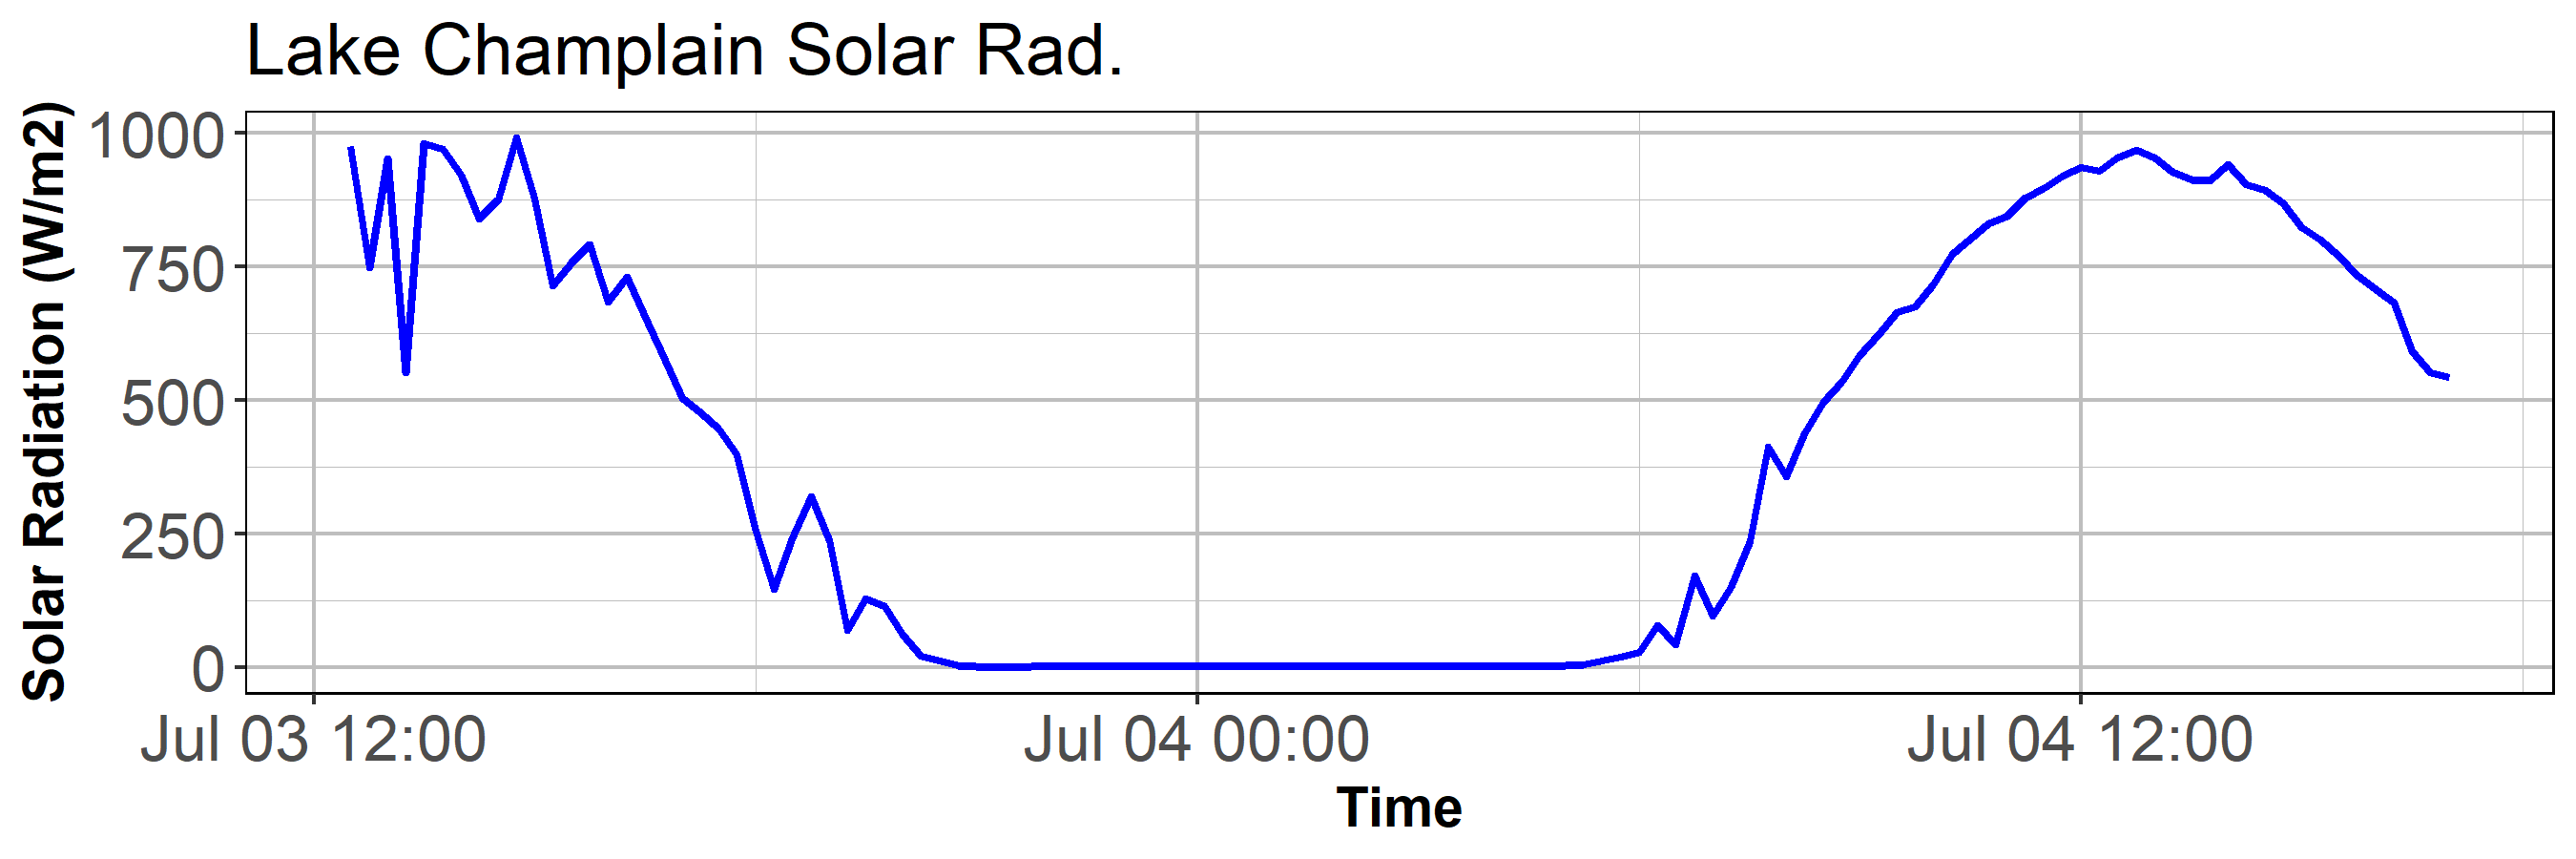 Lake Champlain Solar Rad.
Solar Radiation (W/m2)
1000
750
500
250
0
Jul 03 12:00
Jul 04 00:00
Jul 04 12:00
Time